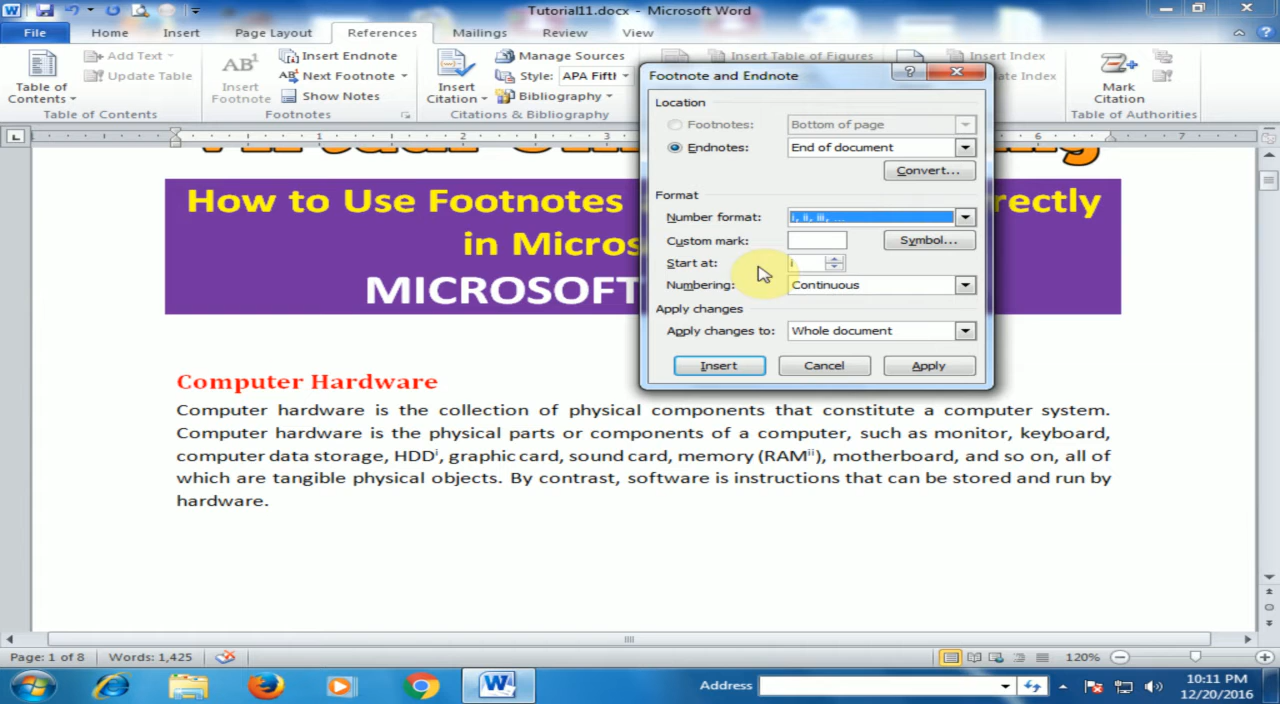 Tutorial11.docx - Microsoft Word
File Home Insert Page Layout References Mailings Review View
Table of Contents
Add Text
Update Table
Table of Contents
AB¹
Insert Footnote
Insert Endnote
Next Footnote
Show Notes
Footnotes
Insert Citation
Manage Sources
Style: APA Fifth
Bibliography
Citations & Bibliography
Insert Table of Figures
Insert Index
Update Index
Mark Citation
Table of Authorities
Footnote and Endnote
Location
Footnotes: Bottom of page
Endnotes: End of document
Convert...
Format
Number format: i, ii, iii, ...
Custom mark: Symbol...
Start at: i
Numbering: Continuous
Apply changes
Apply changes to: Whole document
Insert Cancel Apply
1 2 3 6 7
How to Use Footnotes rectly
in Micros
MICROSOFT
Computer Hardware
Computer hardware is the collection of physical components that constitute a computer system.
Computer hardware is the physical parts or components of a computer, such as monitor, keyboard,
computer data storage, HDDⁱ, graphic card, sound card, memory (RAMⁱⁱ), motherboard, and so on, all of
which are tangible physical objects. By contrast, software is instructions that can be stored and run by
hardware.
Page: 1 of 8 Words: 1,425 120%
Address
10:11 PM
12/20/2016